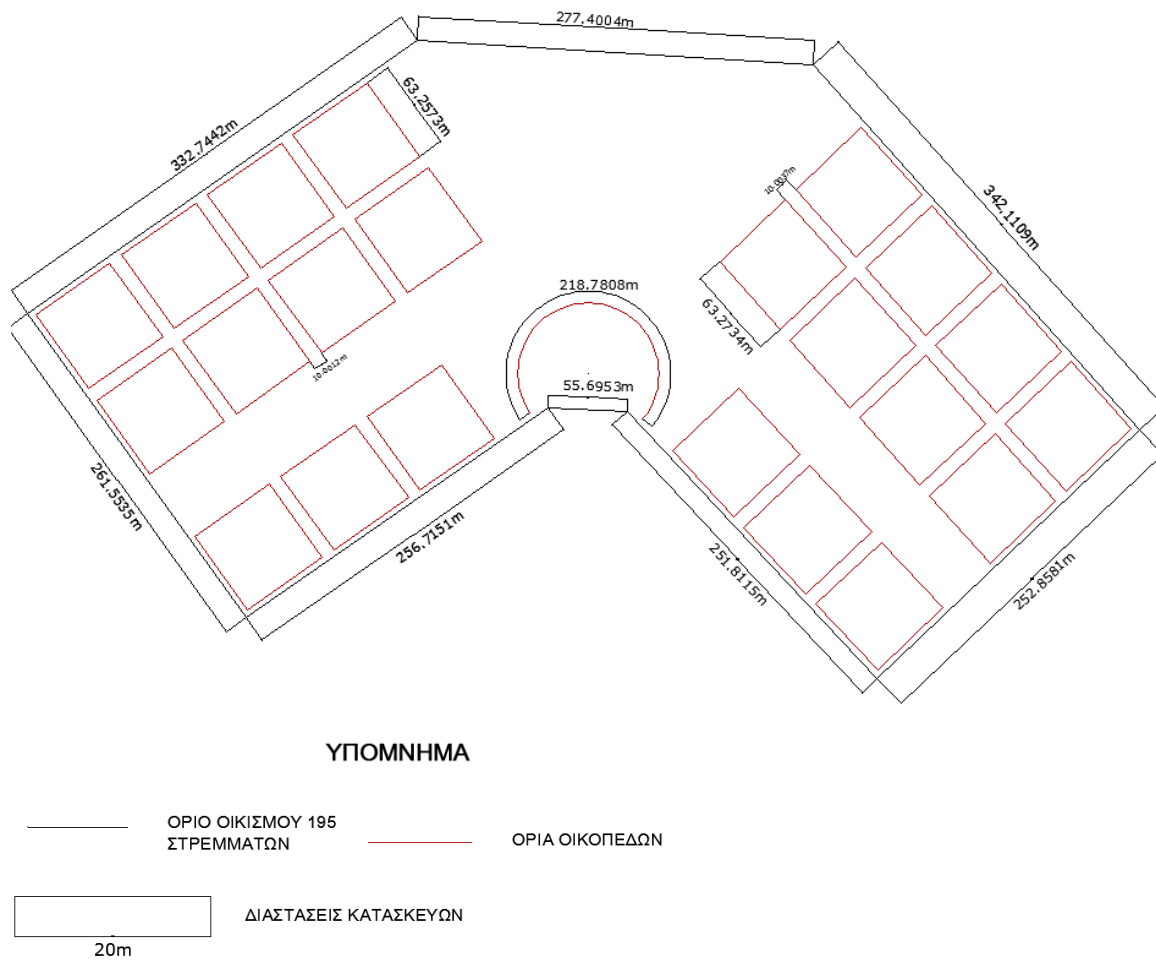 277.4004m
63.2573m
332.7442m
10.0037m
342.1109m
218.7808m
63.2734m
10.0012m
55.6953m
261.5535m
256.7151m
251.8115m
252.8581m
ΥΠΟΜΝΗΜΑ
ΟΡΙΟ ΟΙΚΙΣΜΟΥ 195
ΣΤΡΕΜΜΑΤΩΝ
ΟΡΙΑ ΟΙΚΟΠΕΔΩΝ
ΔΙΑΣΤΑΣΕΙΣ ΚΑΤΑΣΚΕΥΩΝ
20m